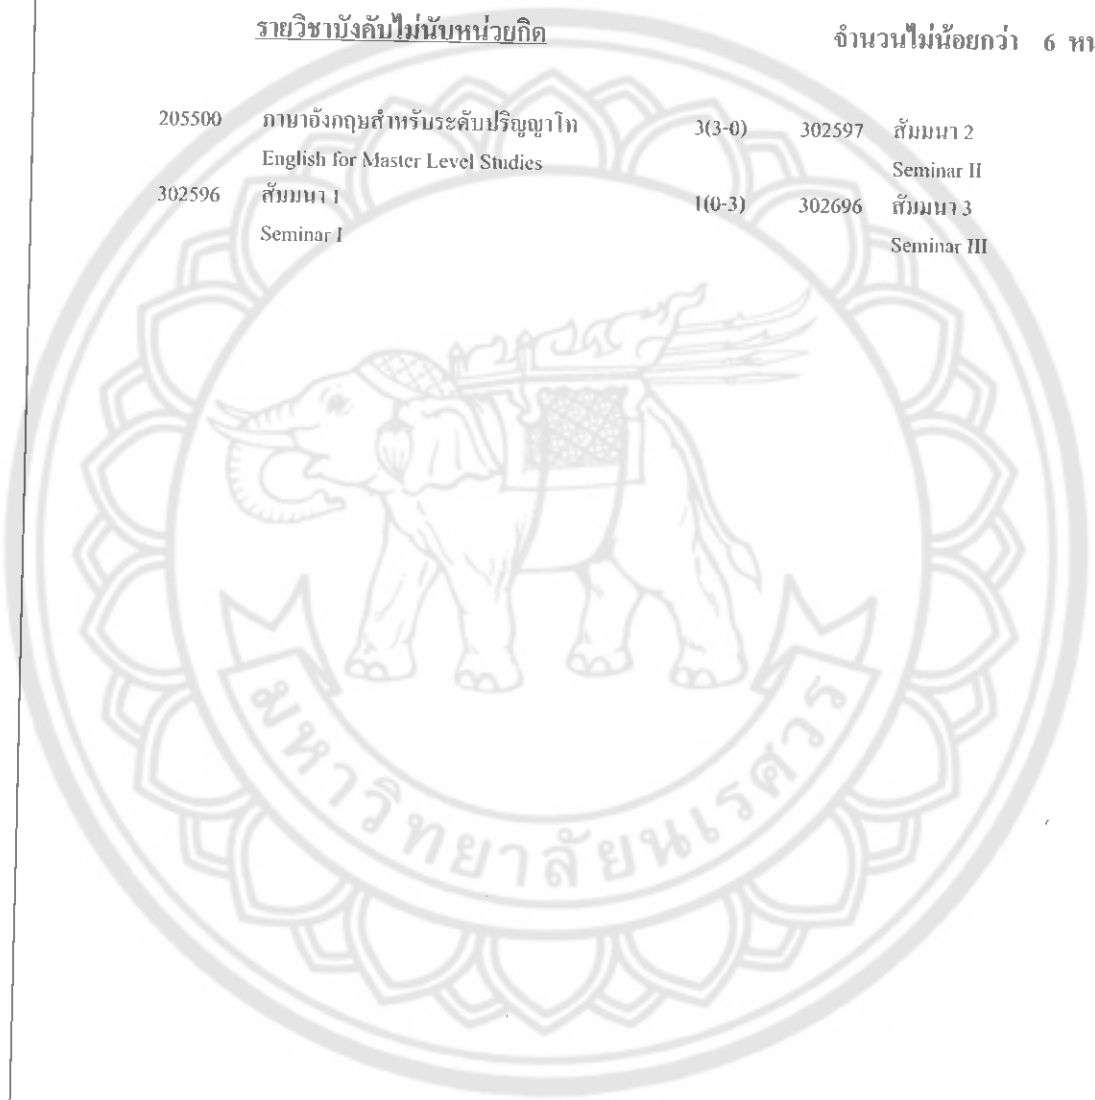 รายวิชาบังคับไม่นับหน่วยกิต จำนวนไม่น้อยกว่า 6 หา
205500 ภาษาอังกฤษสำหรับระดับปริญญาโท 3(3-0) 302597 สัมมนา 2
English for Master Level Studies Seminar II
302596 สัมมนา 1 1(0-3) 302696 สัมมนา 3
Seminar I Seminar III
มหาวิทยาลัยนเรศวร